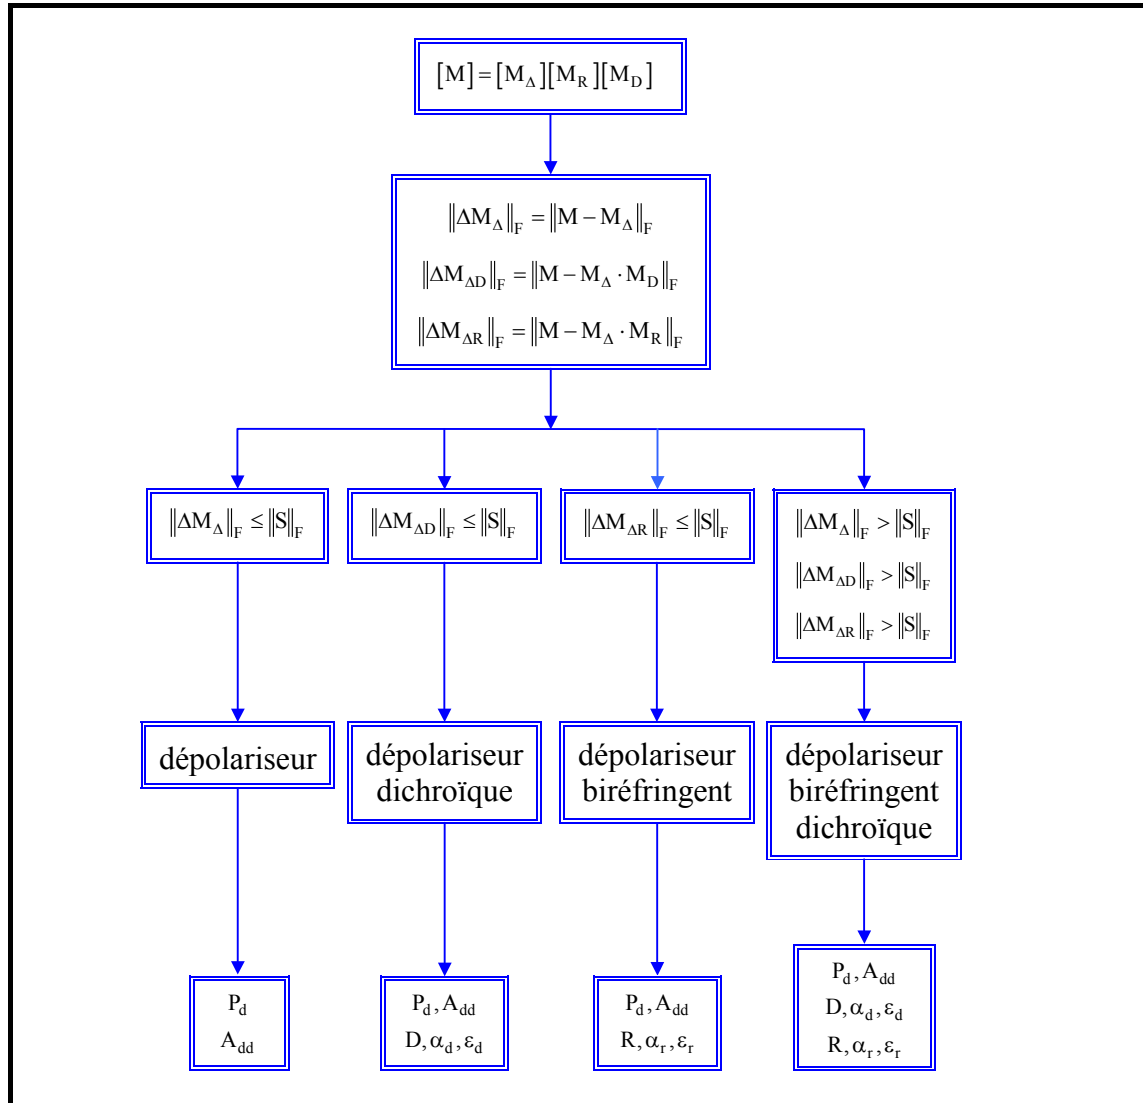 [M]=[M_Δ][M_R][M_D]
‖ΔM_Δ‖_F = ‖M − M_Δ‖_F
‖ΔM_ΔD‖_F = ‖M − M_Δ · M_D‖_F
‖ΔM_ΔR‖_F = ‖M − M_Δ · M_R‖_F
‖ΔM_Δ‖_F ≤ ‖S‖_F
‖ΔM_ΔD‖_F ≤ ‖S‖_F
‖ΔM_ΔR‖_F ≤ ‖S‖_F
‖ΔM_Δ‖_F > ‖S‖_F
‖ΔM_ΔD‖_F > ‖S‖_F
‖ΔM_ΔR‖_F > ‖S‖_F
dépolariseur
dépolariseur
dichroïque
dépolariseur
biréfringent
dépolariseur
biréfringent
dichroïque
P_d
A_dd
P_d, A_dd
D, α_d, ε_d
P_d, A_dd
R, α_r, ε_r
P_d, A_dd
D, α_d, ε_d
R, α_r, ε_r